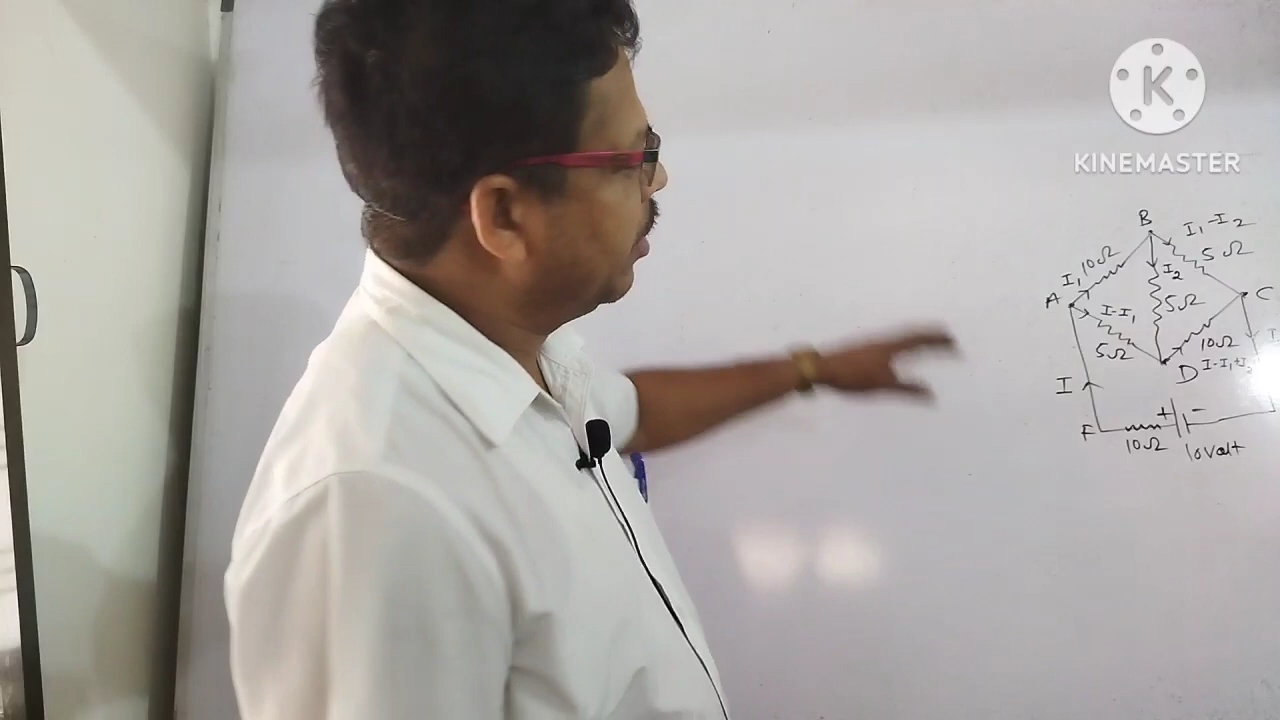 K
KINEMASTER
B
I₁-I₂
I₁ 10Ω
5Ω
I₂
A
I-I₁
5Ω
C
5Ω
10Ω
D
I-I₁+I₂
I
F
+
-
10Ω
10Volt